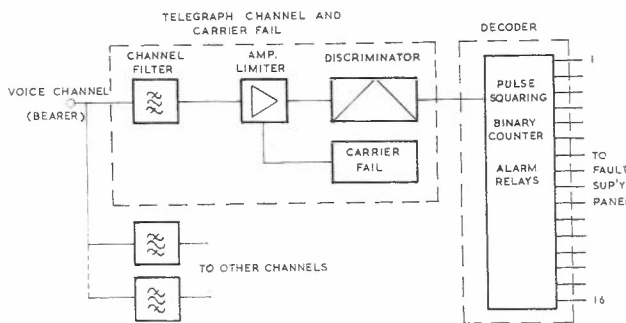 TELEGRAPH CHANNEL AND
CARRIER FAIL
DECODER
CHANNEL
FILTER
AMP.
LIMITER
DISCRIMINATOR
VOICE CHANNEL
(BEARER)
CARRIER
FAIL
PULSE
SQUARING
BINARY
COUNTER
ALARM
RELAYS
1
TO
FAULT
SUP'Y
PANEL
16
TO OTHER CHANNELS